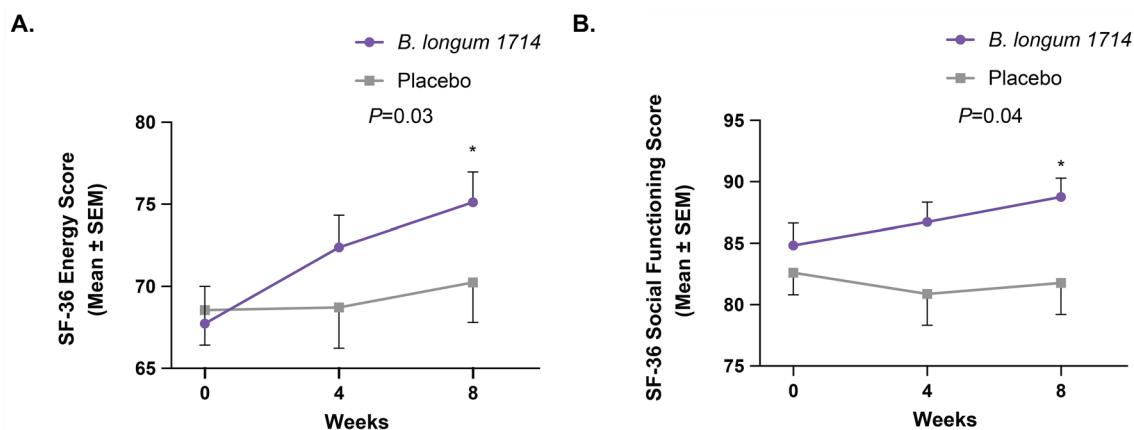 A.
B. longum 1714
Placebo
P=0.03
80
75
70
65
*
SF-36 Energy Score
(Mean ± SEM)
0 4 8
Weeks
B.
B. longum 1714
Placebo
P=0.04
95
90
85
80
75
*
SF-36 Social Functioning Score
(Mean ± SEM)
0 4 8
Weeks